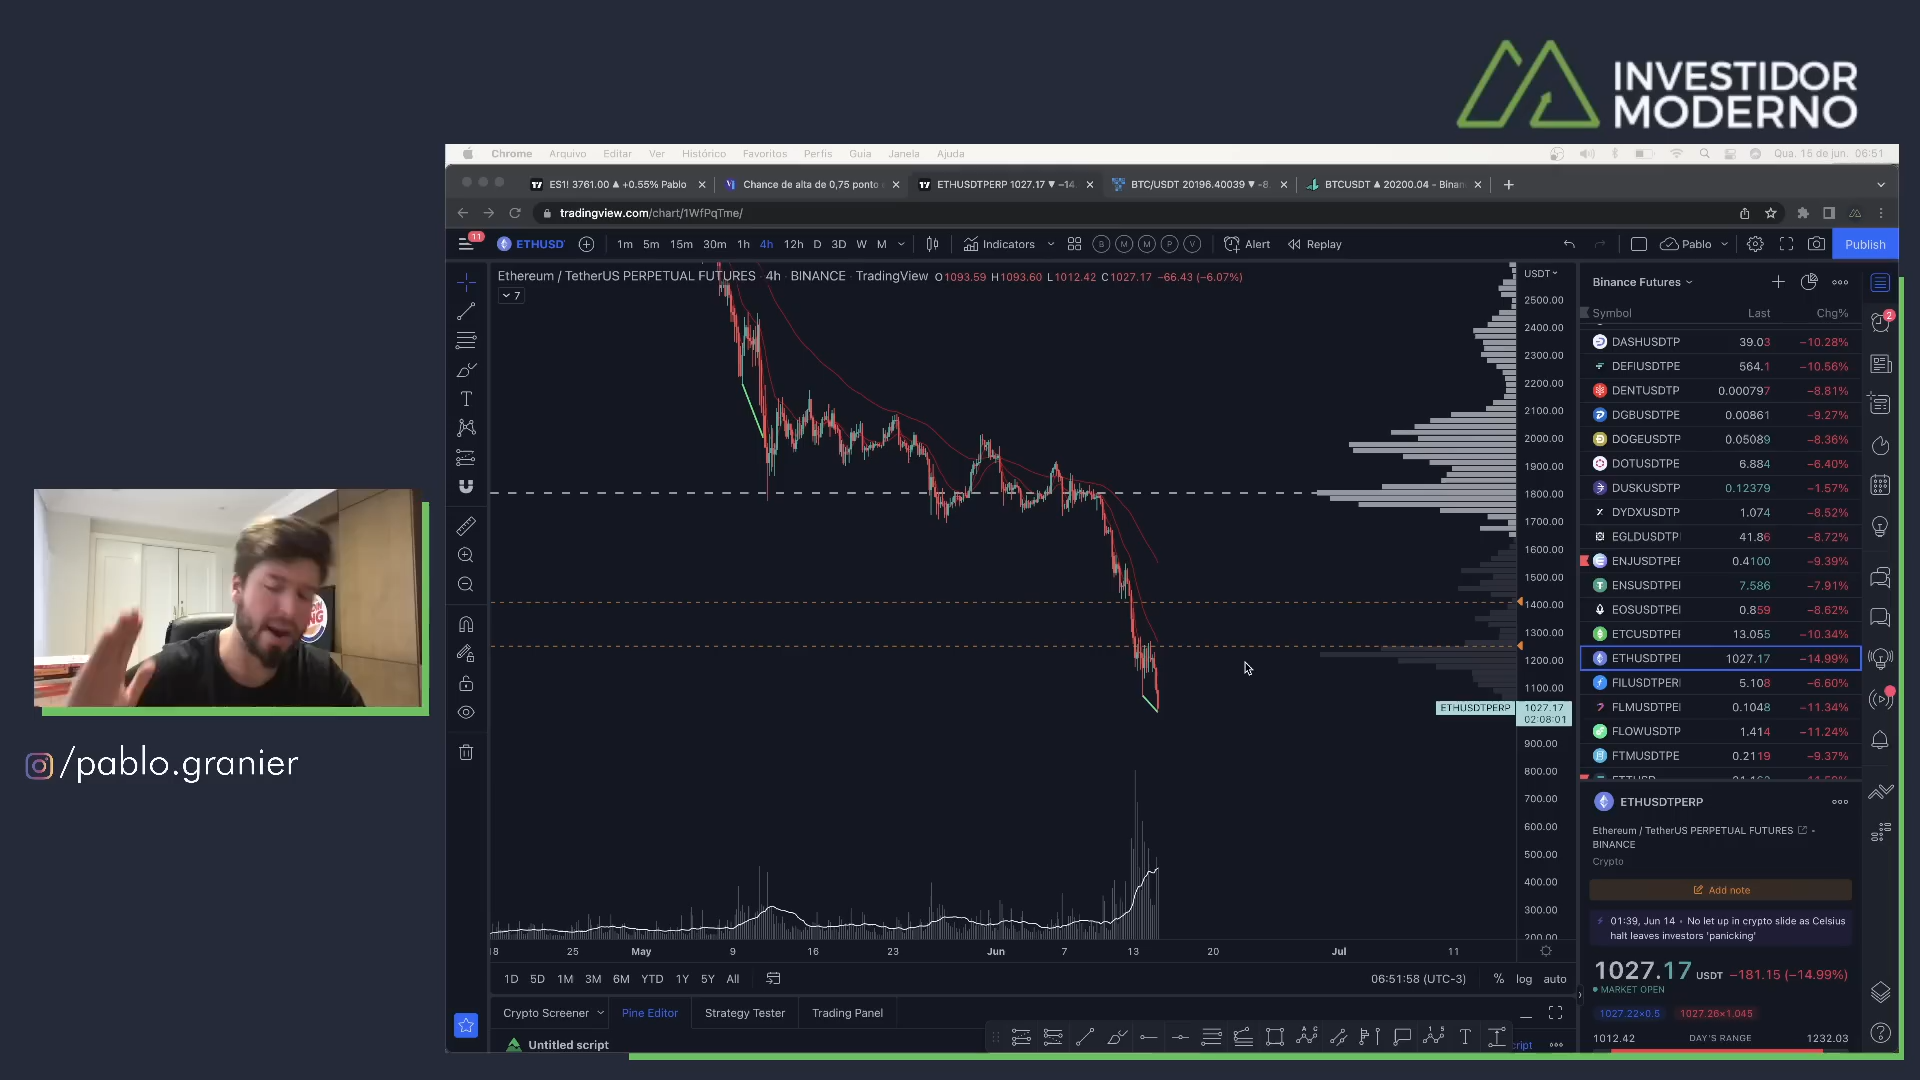 INVESTIDOR
MODERNO
Chrome Arquivo Editar Ver Histórico Favoritos Perfis Guia Janela Ajuda Qua. 15 de jun. 06:51
ES1! 3761.00 ▲ +0.55% Pablo
Chance de alta de 0,75 ponto
ETHUSDTPERP 1027.17 ▼ −14.
BTC/USDT 20196.40039 ▼ -8.
BTCUSDT ▲ 20200.04 - Binan
tradingview.com/chart/1WfPqTme/
11
ETHUSD 1m 5m 15m 30m 1h 4h 12h D 3D W M Indicators B M M P V Alert Replay Pablo Publish
Ethereum / TetherUS PERPETUAL FUTURES · 4h · BINANCE · TradingView O1093.59 H1093.60 L1012.42 C1027.17 −66.43 (−6.07%)
7
USDT
2500.00
2400.00
2300.00
2200.00
2100.00
2000.00
1900.00
1800.00
1700.00
1600.00
1500.00
1400.00
1300.00
1200.00
1100.00
ETHUSDTPERP 1027.17
02:08:01
900.00
800.00
700.00
600.00
500.00
400.00
300.00
200.00
18 25 May 9 16 23 Jun 7 13 20 Jul 11
1D 5D 1M 3M 6M YTD 1Y 5Y All 06:51:58 (UTC-3) % log auto
Crypto Screener Pine Editor Strategy Tester Trading Panel
Untitled script
Binance Futures
Symbol Last Chg%
2
DASHUSDTP 39.03 −10.28%
DEFIUSDTPE 564.1 −10.56%
DENTUSDTP 0.000797 −8.81%
DGBUSDTPE 0.00861 −9.27%
DOGEUSDTP 0.05089 −8.36%
DOTUSDTPE 6.884 −6.40%
DUSKUSDTP 0.12379 −1.57%
DYDXUSDTP 1.074 −8.52%
EGLDUSDTP 41.86 −8.72%
ENJUSDTPEF 0.4100 −9.39%
ENSUSDTPEI 7.586 −7.91%
EOSUSDTPEI 0.859 −8.62%
ETCUSDTPEI 13.055 −10.34%
ETHUSDTPEI 1027.17 −14.99%
FILUSDTPERI 5.108 −6.60%
FLMUSDTPEI 0.1048 −11.34%
FLOWUSDTP 1.414 −11.24%
FTMUSDTPE 0.2119 −9.37%
ETHUSDTPERP
Ethereum / TetherUS PERPETUAL FUTURES
BINANCE
Crypto
Add note
01:39, Jun 14 • No let up in crypto slide as Celsius
halt leaves investors 'panicking'
1027.17 USDT −181.15 (−14.99%)
MARKET OPEN
1027.22×0.5 1027.26×1.045
1012.42 DAY'S RANGE 1232.03
KING
/pablo.granier